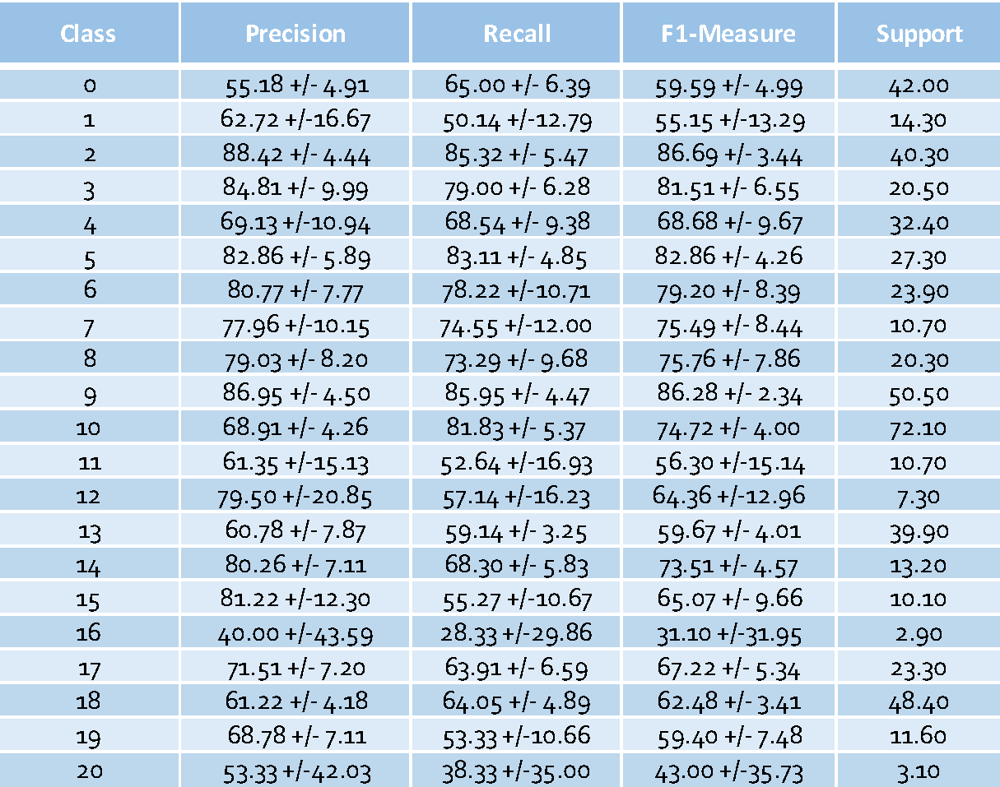 Class Precision Recall F1-Measure Support
0 55.18 +/- 4.91 65.00 +/- 6.39 59.59 +/- 4.99 42.00
1 62.72 +/-16.67 50.14 +/-12.79 55.15 +/-13.29 14.30
2 88.42 +/- 4.44 85.32 +/- 5.47 86.69 +/- 3.44 40.30
3 84.81 +/- 9.99 79.00 +/- 6.28 81.51 +/- 6.55 20.50
4 69.13 +/-10.94 68.54 +/- 9.38 68.68 +/- 9.67 32.40
5 82.86 +/- 5.89 83.11 +/- 4.85 82.86 +/- 4.26 27.30
6 80.77 +/- 7.77 78.22 +/-10.71 79.20 +/- 8.39 23.90
7 77.96 +/-10.15 74.55 +/-12.00 75.49 +/- 8.44 10.70
8 79.03 +/- 8.20 73.29 +/- 9.68 75.76 +/- 7.86 20.30
9 86.95 +/- 4.50 85.95 +/- 4.47 86.28 +/- 2.34 50.50
10 68.91 +/- 4.26 81.83 +/- 5.37 74.72 +/- 4.00 72.10
11 61.35 +/-15.13 52.64 +/-16.93 56.30 +/-15.14 10.70
12 79.50 +/-20.85 57.14 +/-16.23 64.36 +/-12.96 7.30
13 60.78 +/- 7.87 59.14 +/- 3.25 59.67 +/- 4.01 39.90
14 80.26 +/- 7.11 68.30 +/- 5.83 73.51 +/- 4.57 13.20
15 81.22 +/-12.30 55.27 +/-10.67 65.07 +/- 9.66 10.10
16 40.00 +/-43.59 28.33 +/-29.86 31.10 +/-31.95 2.90
17 71.51 +/- 7.20 63.91 +/- 6.59 67.22 +/- 5.34 23.30
18 61.22 +/- 4.18 64.05 +/- 4.89 62.48 +/- 3.41 48.40
19 68.78 +/- 7.11 53.33 +/-10.66 59.40 +/- 7.48 11.60
20 53.33 +/-42.03 38.33 +/-35.00 43.00 +/-35.73 3.10